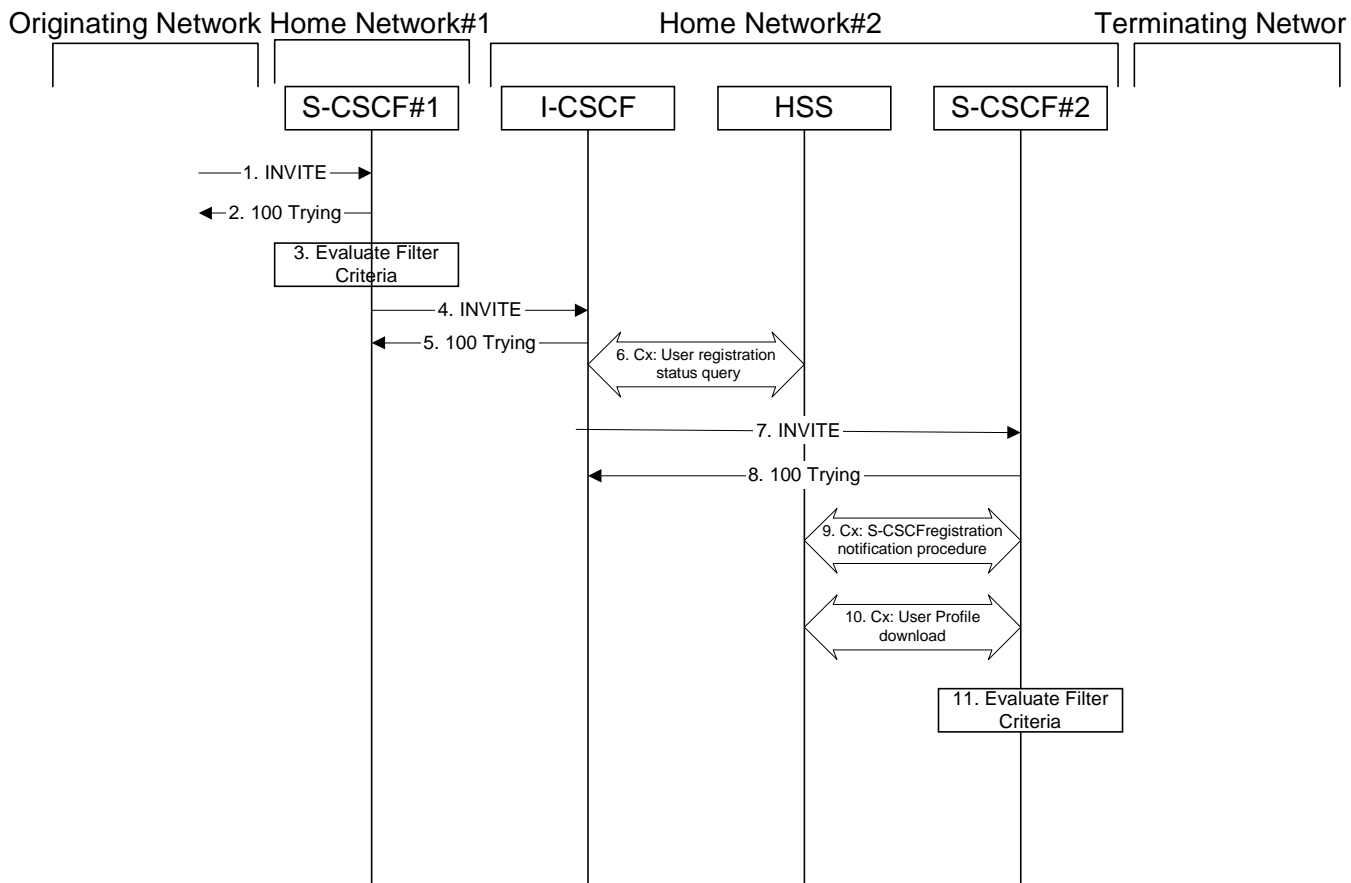 Originating Network Home Network#1 Home Network#2 Terminating Networ
S-CSCF#1 I-CSCF HSS S-CSCF#2
1. INVITE
2. 100 Trying
3. Evaluate Filter
Criteria
4. INVITE
5. 100 Trying
6. Cx: User registration
status query
7. INVITE
8. 100 Trying
9. Cx: S-CSCFregistration
notification procedure
10. Cx: User Profile
download
11. Evaluate Filter
Criteria